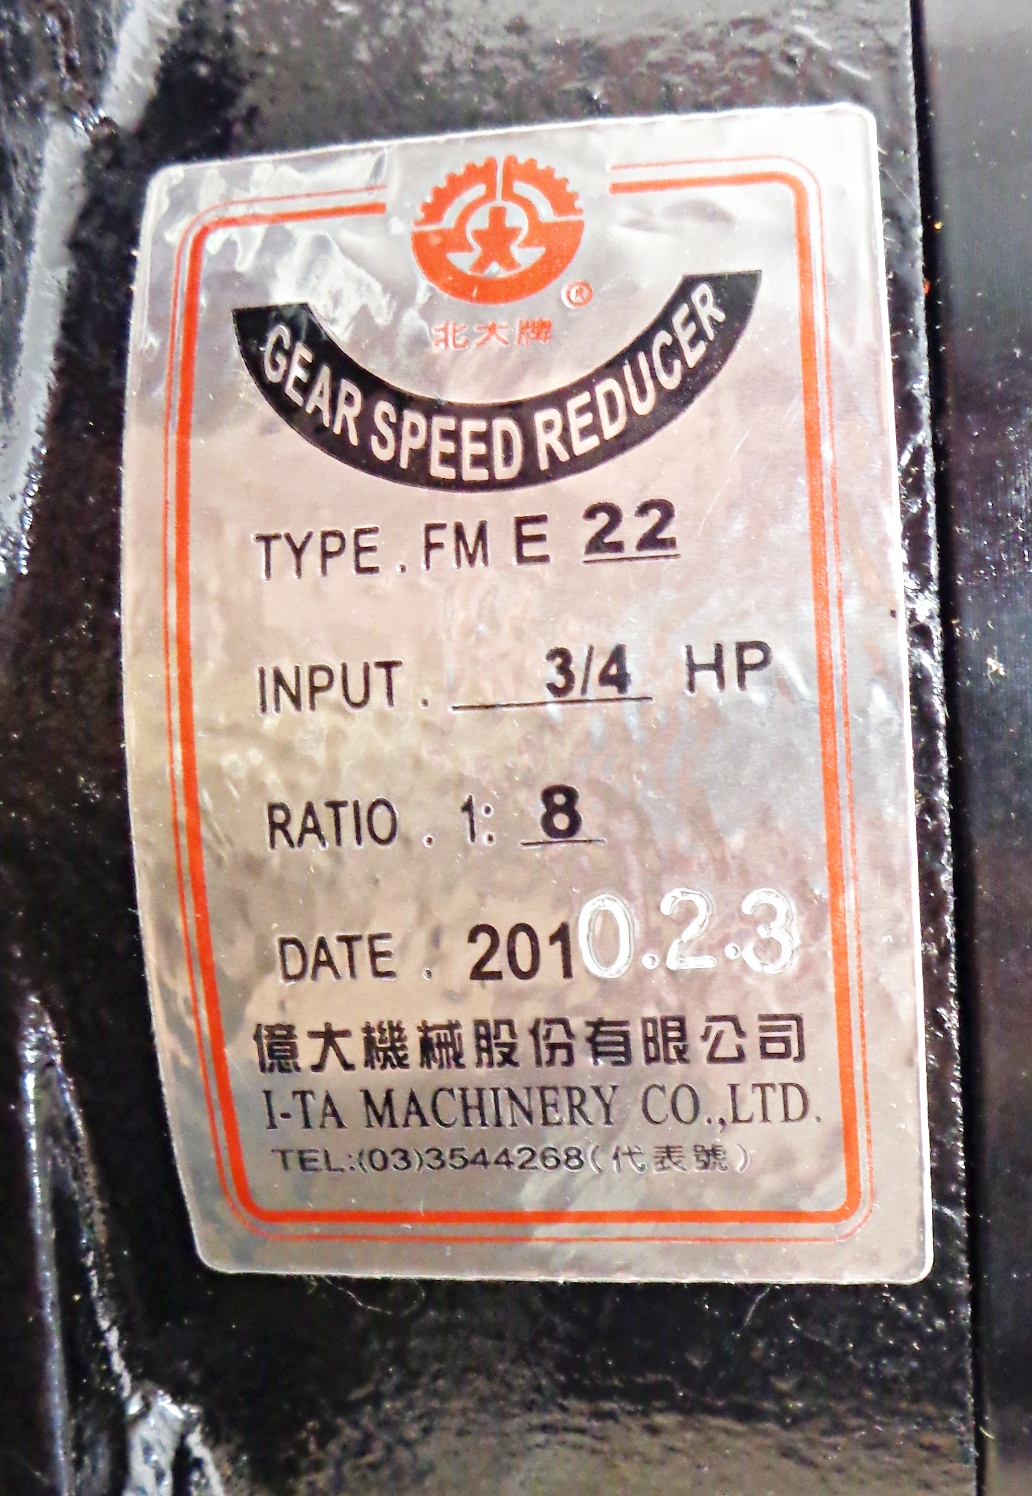 ®
北大牌
GEAR SPEED REDUCER
TYPE . FM E 22
INPUT . 3/4 HP
RATIO . 1: 8
DATE . 2010.2.3
億大機械股份有限公司
I-TA MACHINERY CO.,LTD.
TEL:(03)3544268(代表號)